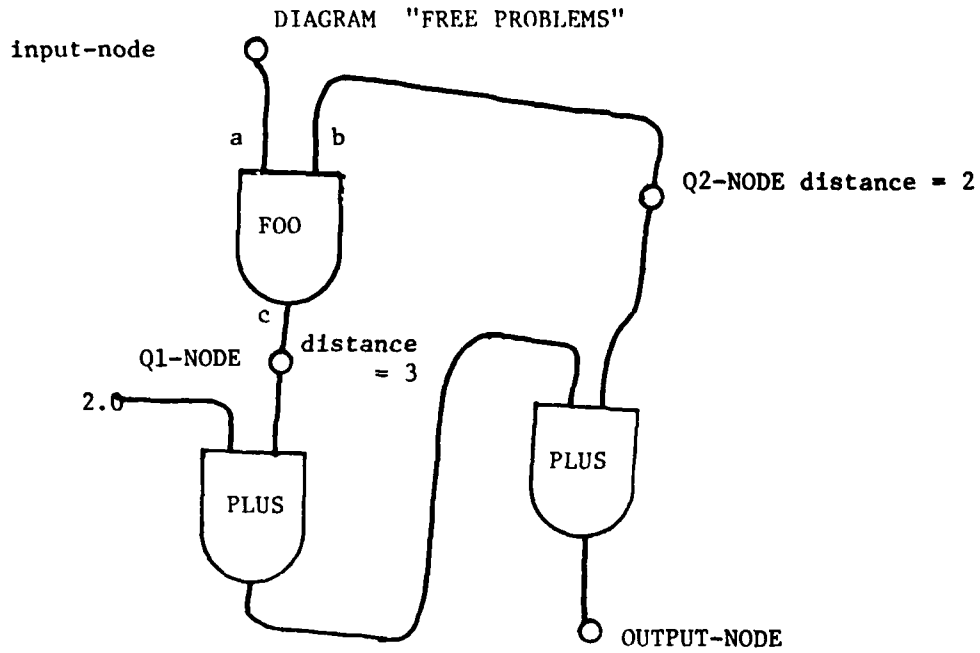 DIAGRAM "FREE PROBLEMS"
input-node
a
b
Q2-NODE distance = 2
FOO
c
Q1-NODE
distance
= 3
2.0
PLUS
PLUS
OUTPUT-NODE